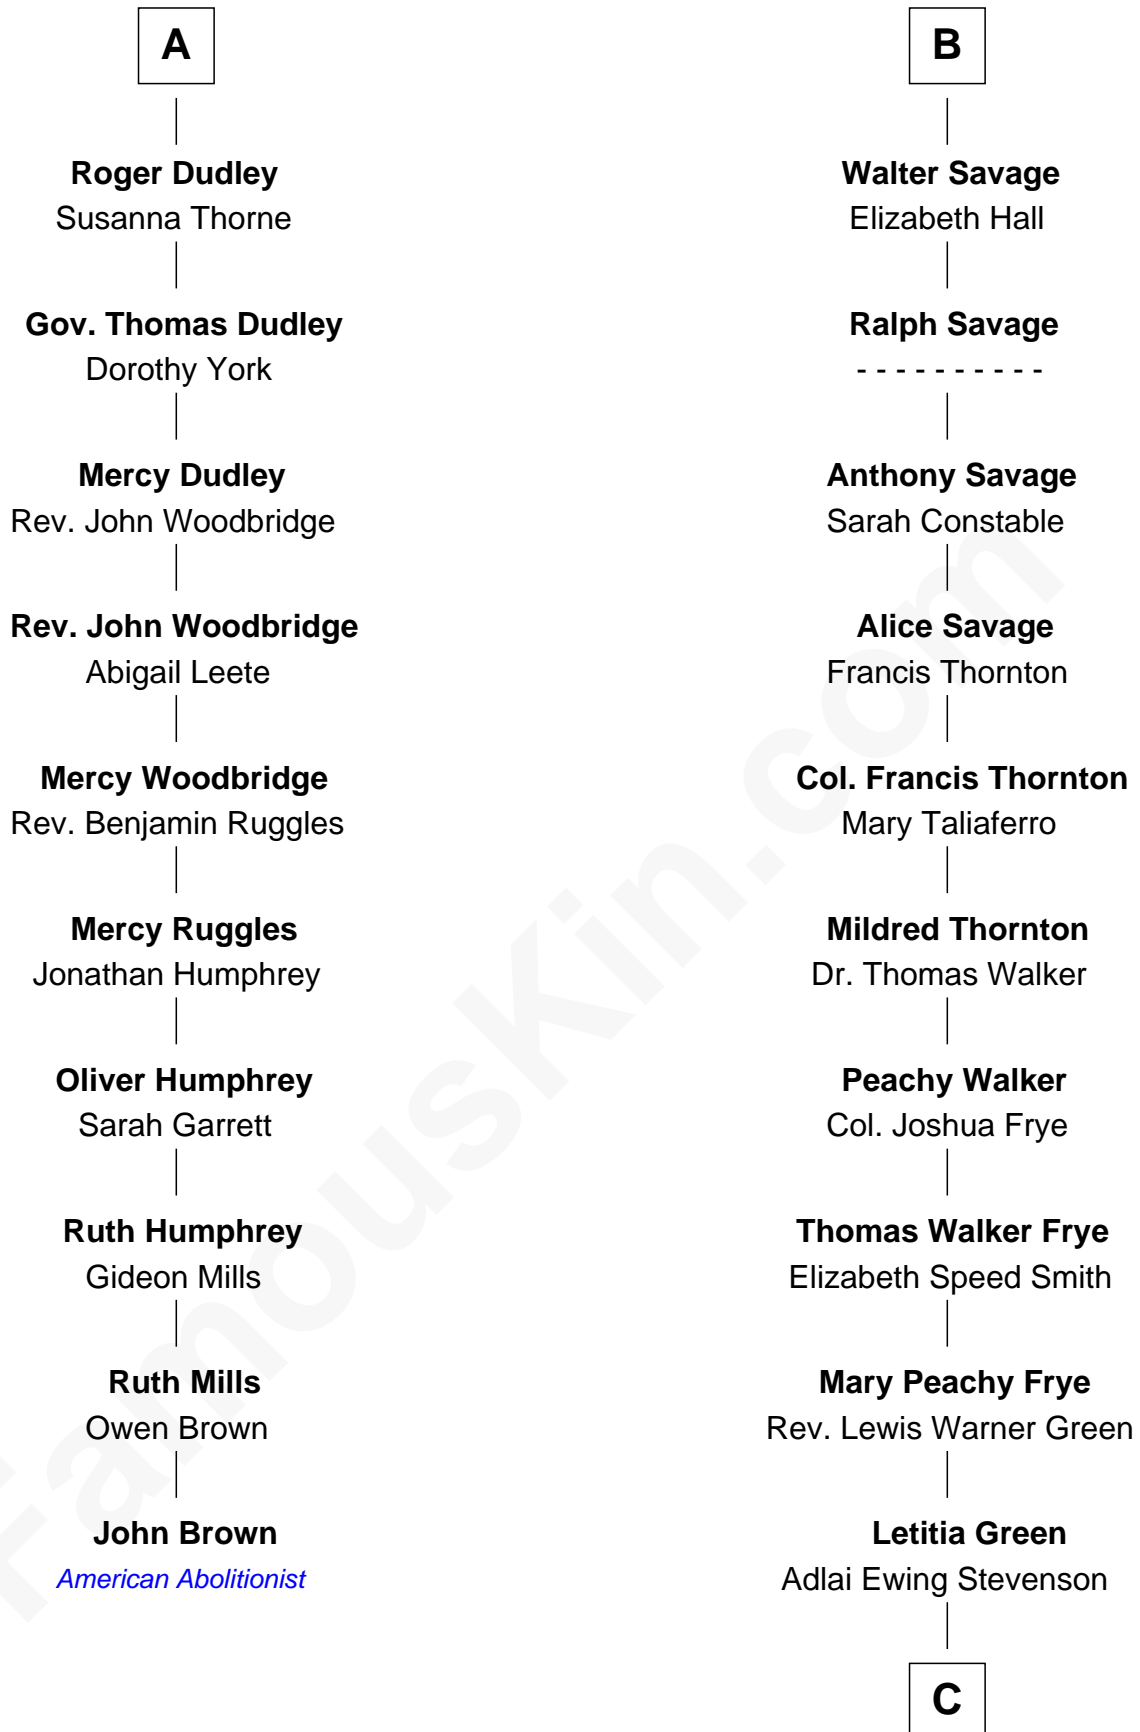 A
Roger Dudley
Susanna Thorne
Gov. Thomas Dudley
Dorothy York
Mercy Dudley
Rev. John Woodbridge
Rev. John Woodbridge
Abigail Leete
Mercy Woodbridge
Rev. Benjamin Ruggles
Mercy Ruggles
Jonathan Humphrey
Oliver Humphrey
Sarah Garrett
Ruth Humphrey
Gideon Mills
Ruth Mills
Owen Brown
John Brown
American Abolitionist
B
Walter Savage
Elizabeth Hall
Ralph Savage
- - - - - - - - - -
Anthony Savage
Sarah Constable
Alice Savage
Francis Thornton
Col. Francis Thornton
Mary Taliaferro
Mildred Thornton
Dr. Thomas Walker
Peachy Walker
Col. Joshua Frye
Thomas Walker Frye
Elizabeth Speed Smith
Mary Peachy Frye
Rev. Lewis Warner Green
Letitia Green
Adlai Ewing Stevenson
C
FamousKin.com